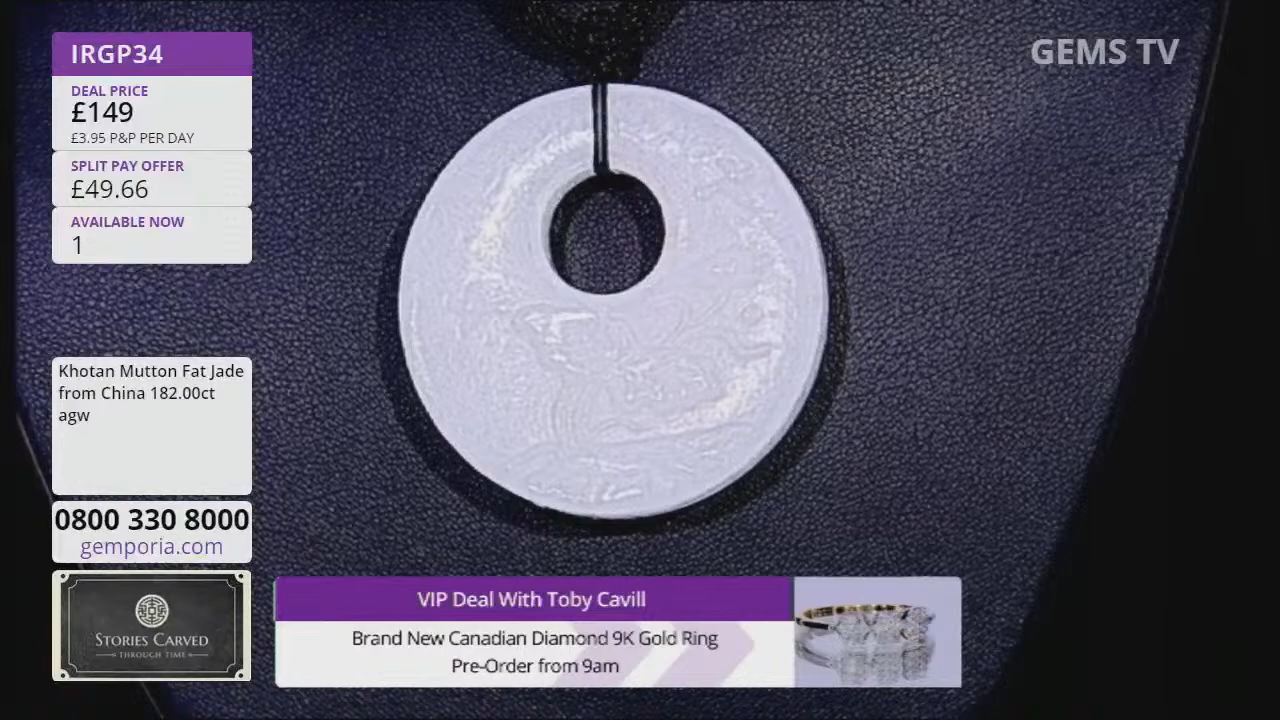 IRGP34
DEAL PRICE
£149
£3.95 P&P PER DAY
SPLIT PAY OFFER
£49.66
AVAILABLE NOW
1
Khotan Mutton Fat Jade
from China 182.00ct
agw
0800 330 8000
gemporia.com
STORIES CARVED
THROUGH TIME
GEMS TV
VIP Deal With Toby Cavill
Brand New Canadian Diamond 9K Gold Ring
Pre-Order from 9am